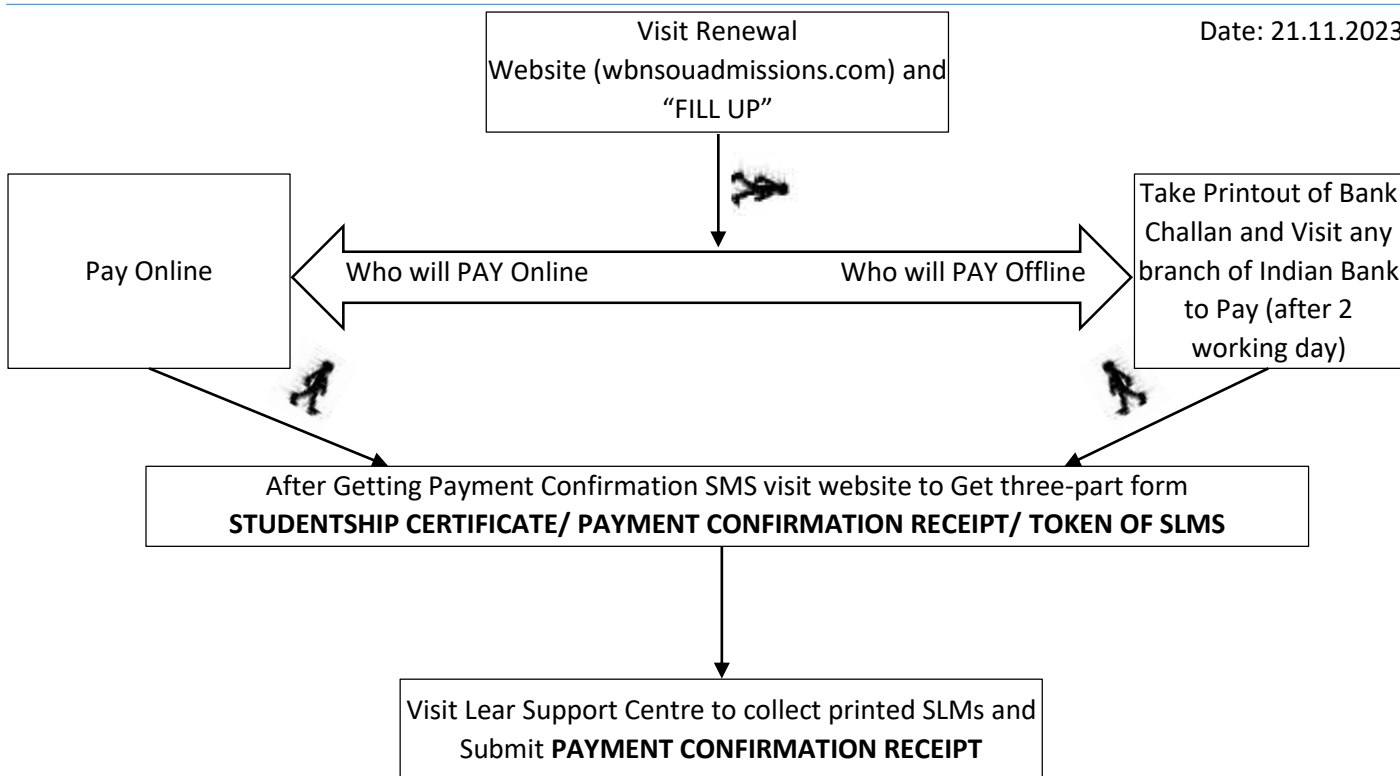 Date: 21.11.2023
Visit Renewal
Website (wbnsouadmissions.com) and
“FILL UP”
Pay Online
Who will PAY Online
Who will PAY Offline
Take Printout of Bank
Challan and Visit any
branch of Indian Bank
to Pay (after 2
working day)
After Getting Payment Confirmation SMS visit website to Get three-part form
STUDENTSHIP CERTIFICATE/ PAYMENT CONFIRMATION RECEIPT/ TOKEN OF SLMS
Visit Lear Support Centre to collect printed SLMs and
Submit PAYMENT CONFIRMATION RECEIPT